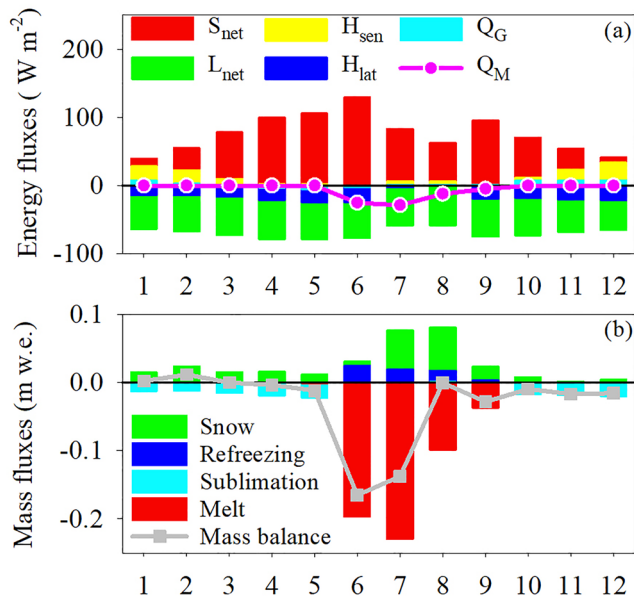 200
100
0
-100
Energy fluxes ( W m⁻²)
S_net H_sen Q_G (a)
L_net H_lat Q_M
1 2 3 4 5 6 7 8 9 10 11 12
0.1
0.0
-0.1
-0.2
Mass fluxes (m w.e.)
(b)
Snow
Refreezing
Sublimation
Melt
Mass balance
1 2 3 4 5 6 7 8 9 10 11 12